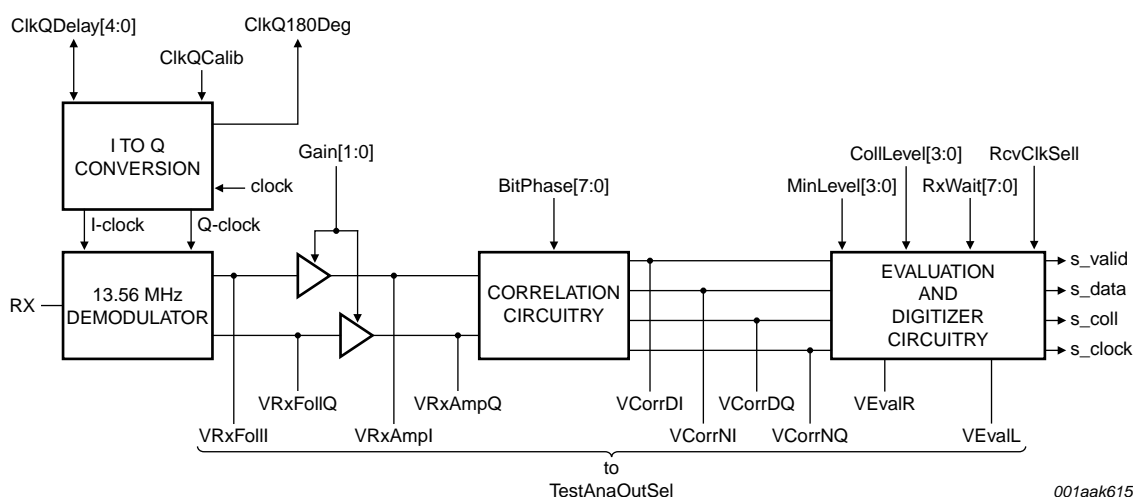 ClkQDelay[4:0]
ClkQ180Deg
ClkQCalib
I TO Q
CONVERSION
clock
I-clock
Q-clock
Gain[1:0]
BitPhase[7:0]
CollLevel[3:0]
RcvClkSell
MinLevel[3:0]
RxWait[7:0]
RX
13.56 MHz
DEMODULATOR
CORRELATION
CIRCUITRY
EVALUATION
AND
DIGITIZER
CIRCUITRY
s_valid
s_data
s_coll
s_clock
VRxFollQ
VRxAmpQ
VCorrDI
VCorrDQ
VEvalR
VRxFollI
VRxAmpI
VCorrNI
VCorrNQ
VEvalL
to
TestAnaOutSel
001aak615